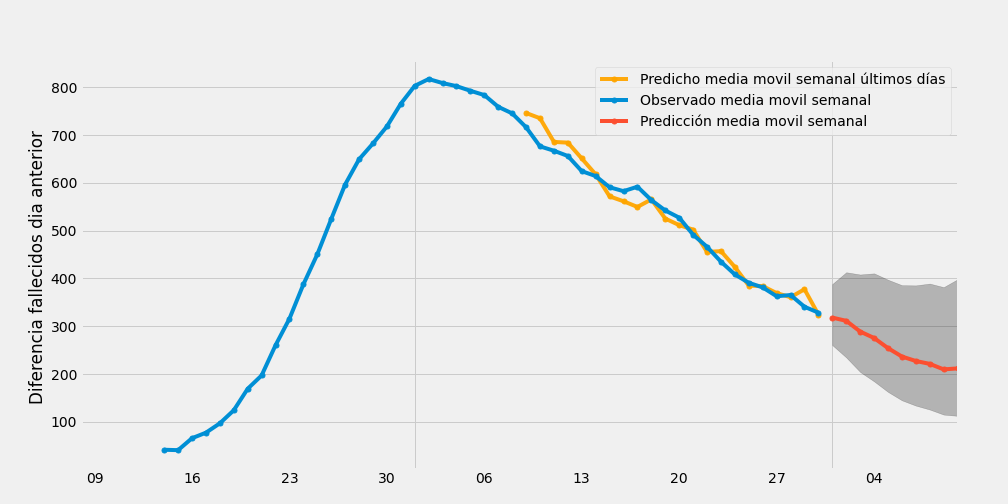 Predicho media movil semanal últimos días
Observado media movil semanal
Predicción media movil semanal
Diferencia fallecidos dia anterior
800
700
600
500
400
300
200
100
09 16 23 30 06 13 20 27 04